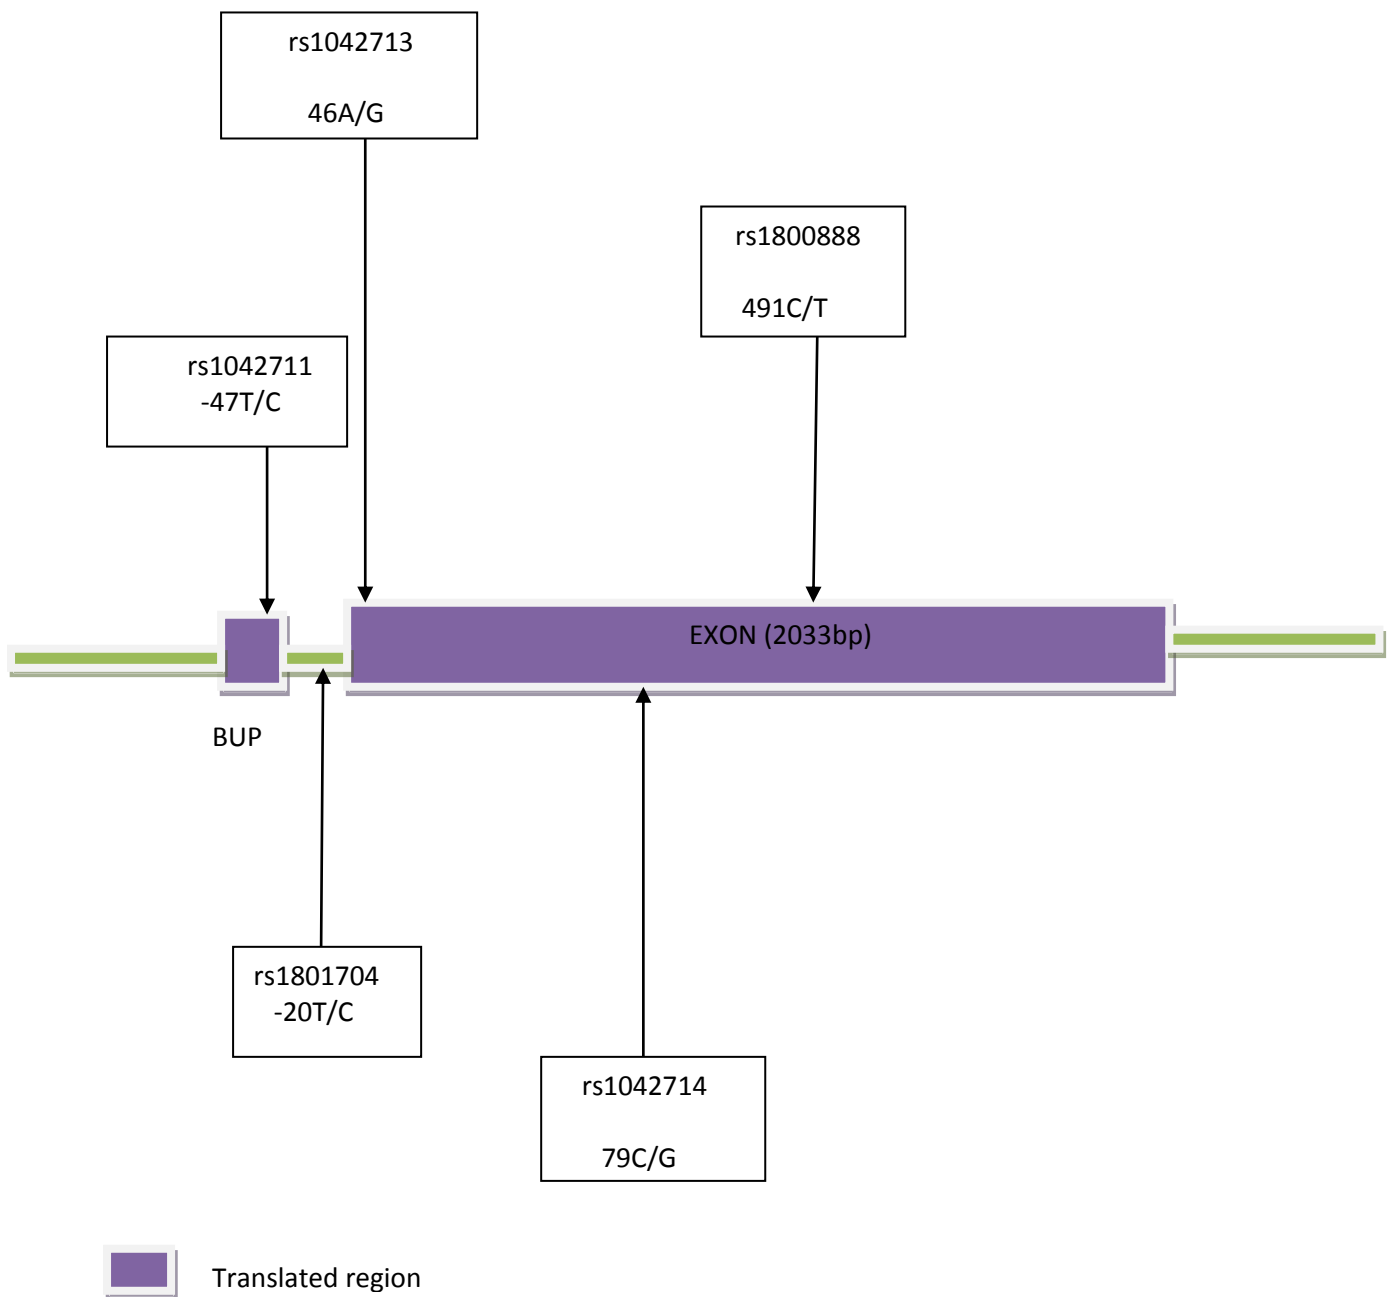 rs1042713
46A/G
rs1800888
491C/T
rs1042711
-47T/C
EXON (2033bp)
BUP
rs1801704
-20T/C
rs1042714
79C/G
Translated region